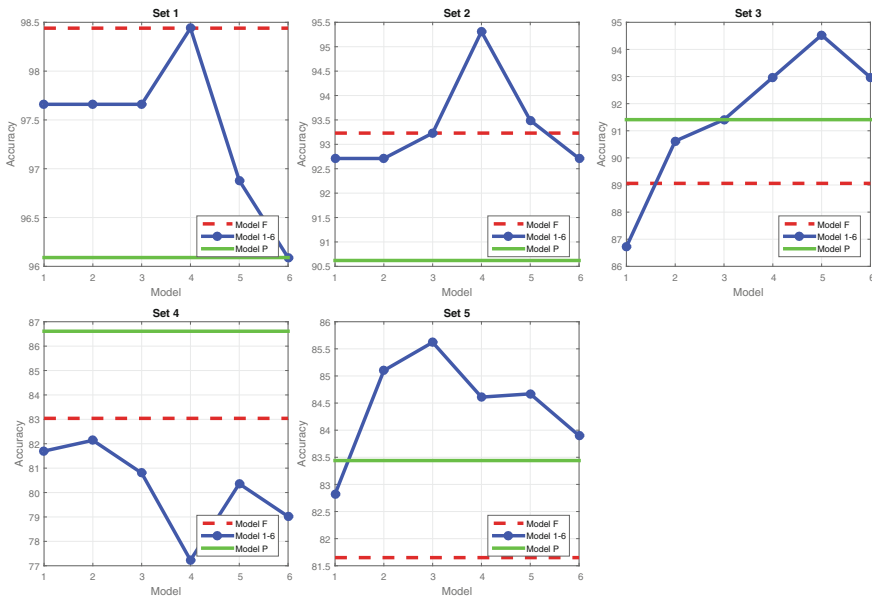 Set 1
98.5
98
97.5
97
96.5
96
Accuracy
1 2 3 4 5 6
Model
Model F
Model 1-6
Model P
Set 2
95.5
95
94.5
94
93.5
93
92.5
92
91.5
91
90.5
Accuracy
1 2 3 4 5 6
Model
Model F
Model 1-6
Model P
Set 3
95
94
93
92
91
90
89
88
87
86
Accuracy
1 2 3 4 5 6
Model
Model F
Model 1-6
Model P
Set 4
87
86
85
84
83
82
81
80
79
78
77
Accuracy
1 2 3 4 5 6
Model
Model F
Model 1-6
Model P
Set 5
86
85.5
85
84.5
84
83.5
83
82.5
82
81.5
Accuracy
1 2 3 4 5 6
Model
Model F
Model 1-6
Model P